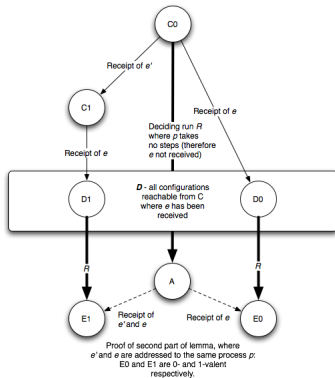 C0
Receipt of e'
C1
Receipt of e
Deciding run R
where p takes
no steps (therefore
e not received)
Receipt of e
D - all configurations
reachable from C
where e has been
received
D1
D0
R
R
A
E1
E0
Receipt of
e' and e
Receipt of e
Proof of second part of lemma, where
e' and e are addressed to the same process p:
E0 and E1 are 0- and 1-valent
respectively.